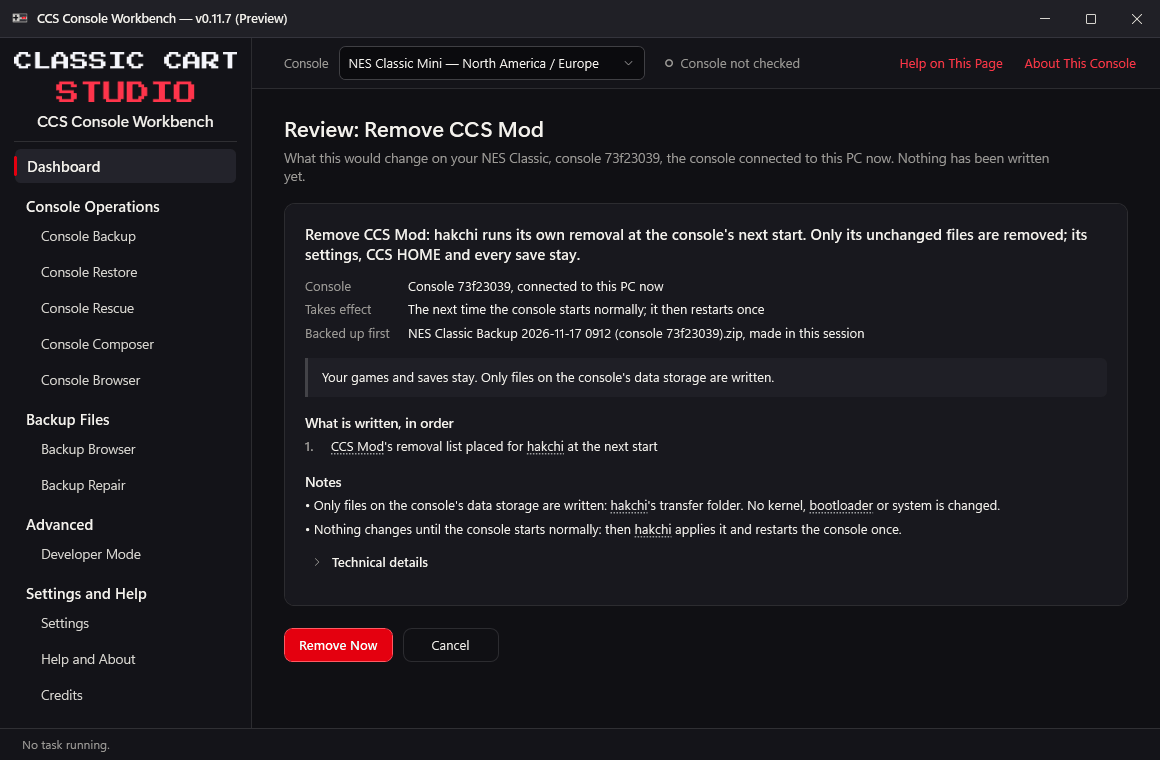 CCS Console Workbench — v0.11.7 (Preview)
CLASSIC CART
STUDIO
CCS Console Workbench
Dashboard
Console Operations
Console Backup
Console Restore
Console Rescue
Console Composer
Console Browser
Backup Files
Backup Browser
Backup Repair
Advanced
Developer Mode
Settings and Help
Settings
Help and About
Credits
Console
NES Classic Mini — North America / Europe
Console not checked
Help on This Page
About This Console
Review: Remove CCS Mod
What this would change on your NES Classic, console 73f23039, the console connected to this PC now. Nothing has been written
yet.
Remove CCS Mod: hakchi runs its own removal at the console's next start. Only its unchanged files are removed; its
settings, CCS HOME and every save stay.
Console Console 73f23039, connected to this PC now
Takes effect The next time the console starts normally; it then restarts once
Backed up first NES Classic Backup 2026-11-17 0912 (console 73f23039).zip, made in this session
Your games and saves stay. Only files on the console's data storage are written.
What is written, in order
1. CCS Mod's removal list placed for hakchi at the next start
Notes
• Only files on the console's data storage are written: hakchi's transfer folder. No kernel, bootloader or system is changed.
• Nothing changes until the console starts normally: then hakchi applies it and restarts the console once.
Technical details
Remove Now
Cancel
No task running.